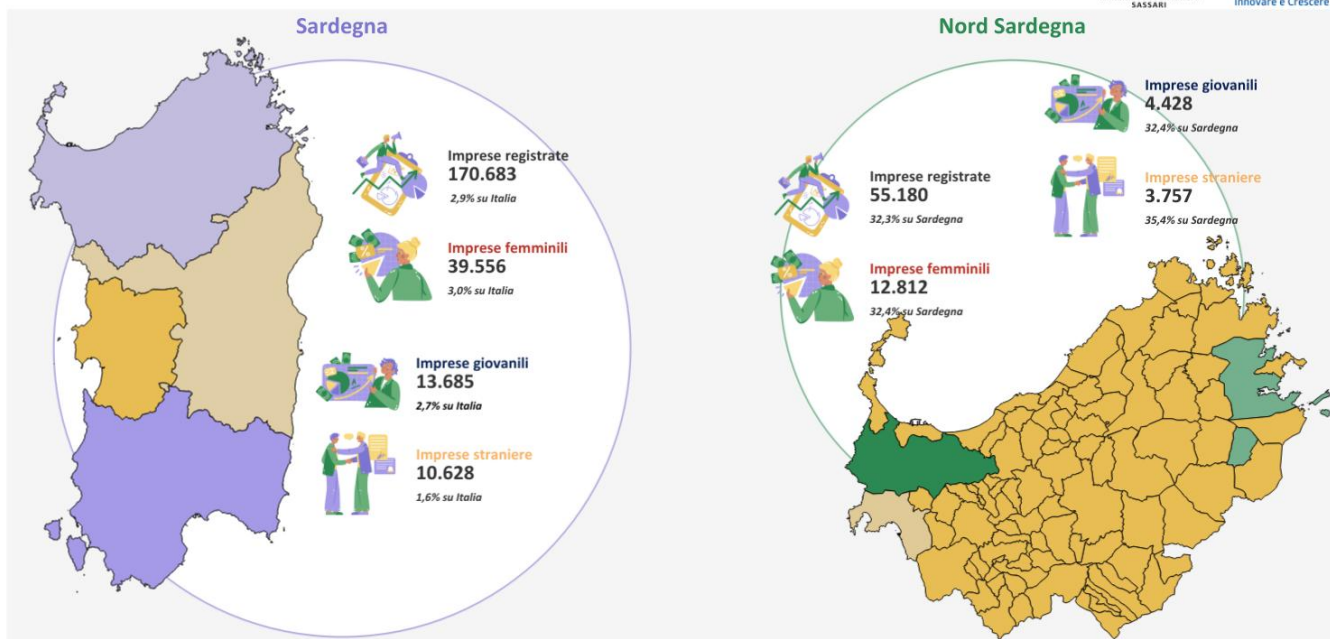 SASSARI
Innovare e Crescere
Sardegna
Imprese registrate
170.683
2,9% su Italia
Imprese femminili
39.556
3,0% su Italia
Imprese giovanili
13.685
2,7% su Italia
Imprese straniere
10.628
1,6% su Italia
Nord Sardegna
Imprese giovanili
4.428
32,4% su Sardegna
Imprese registrate
55.180
32,3% su Sardegna
Imprese straniere
3.757
35,4% su Sardegna
Imprese femminili
12.812
32,4% su Sardegna